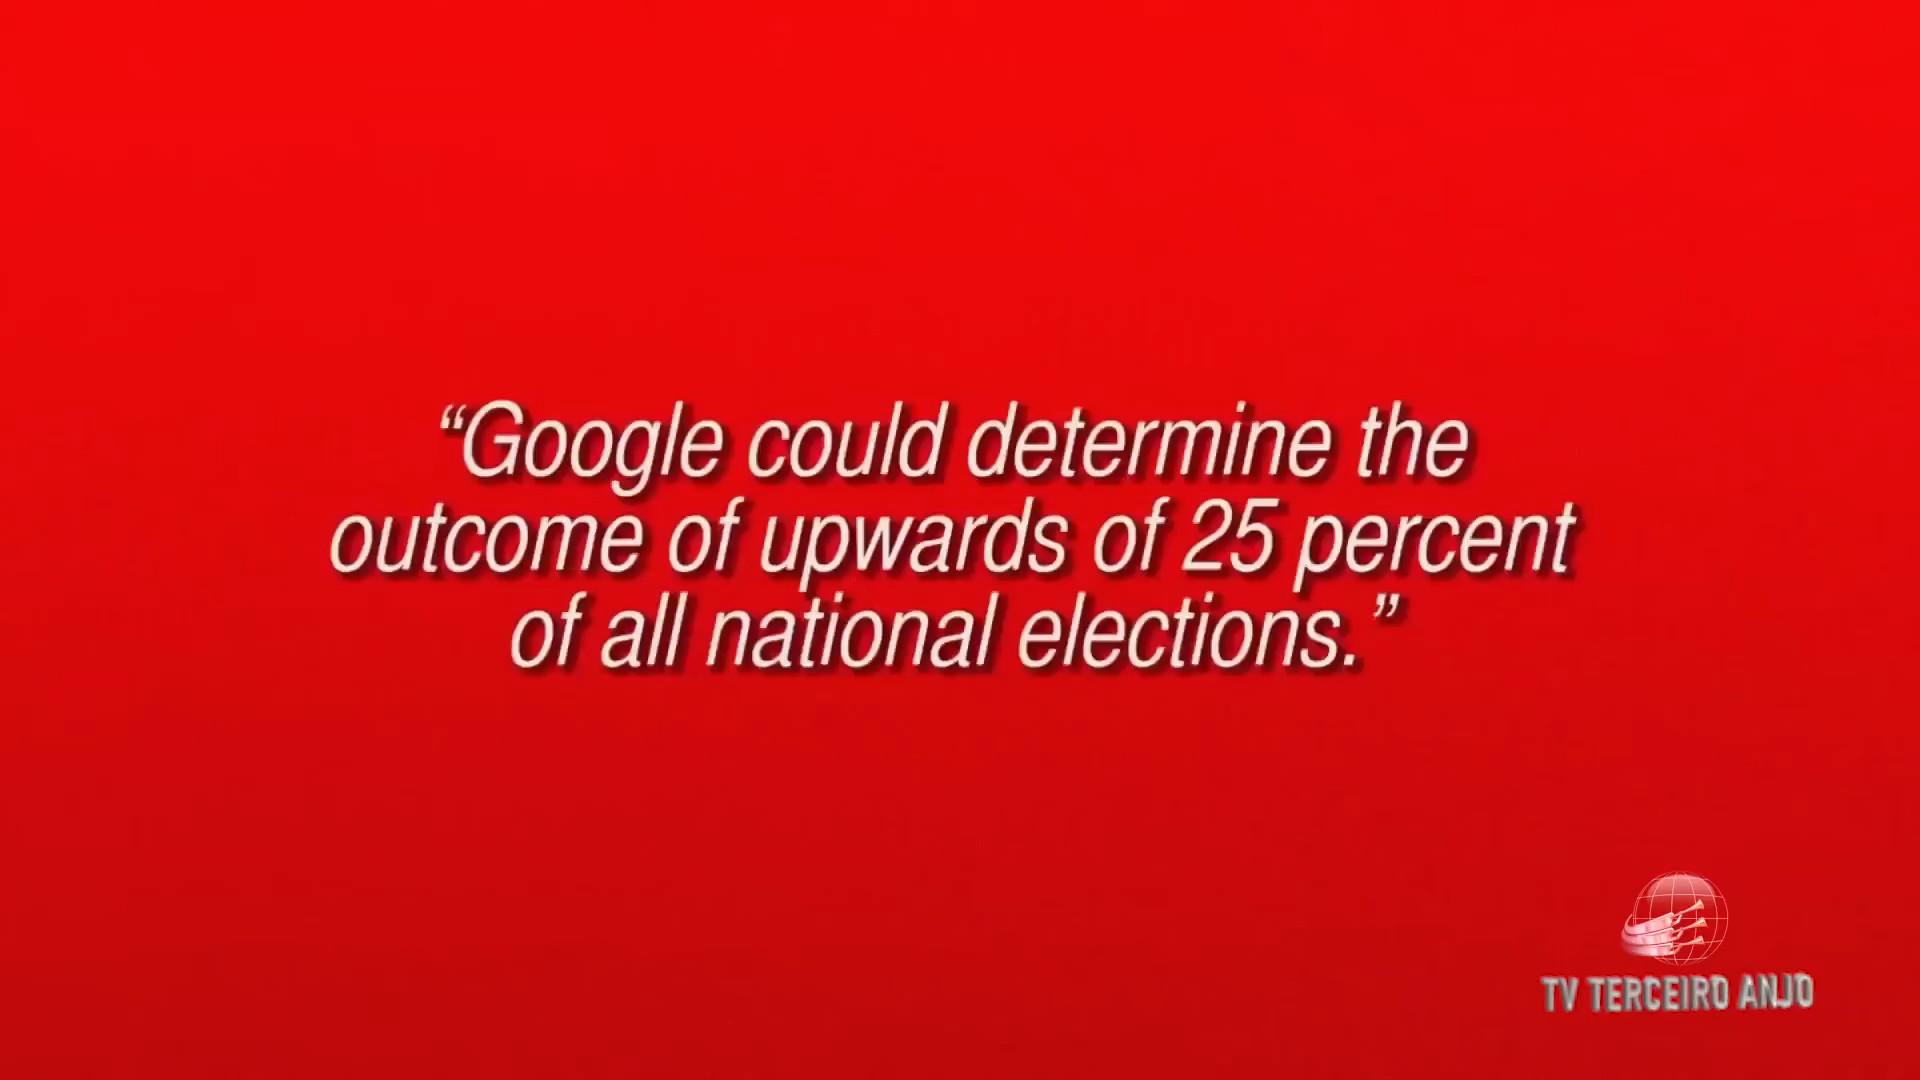 “Google could determine the
outcome of upwards of 25 percent
of all national elections.”
TV TERCEIRO ANJO